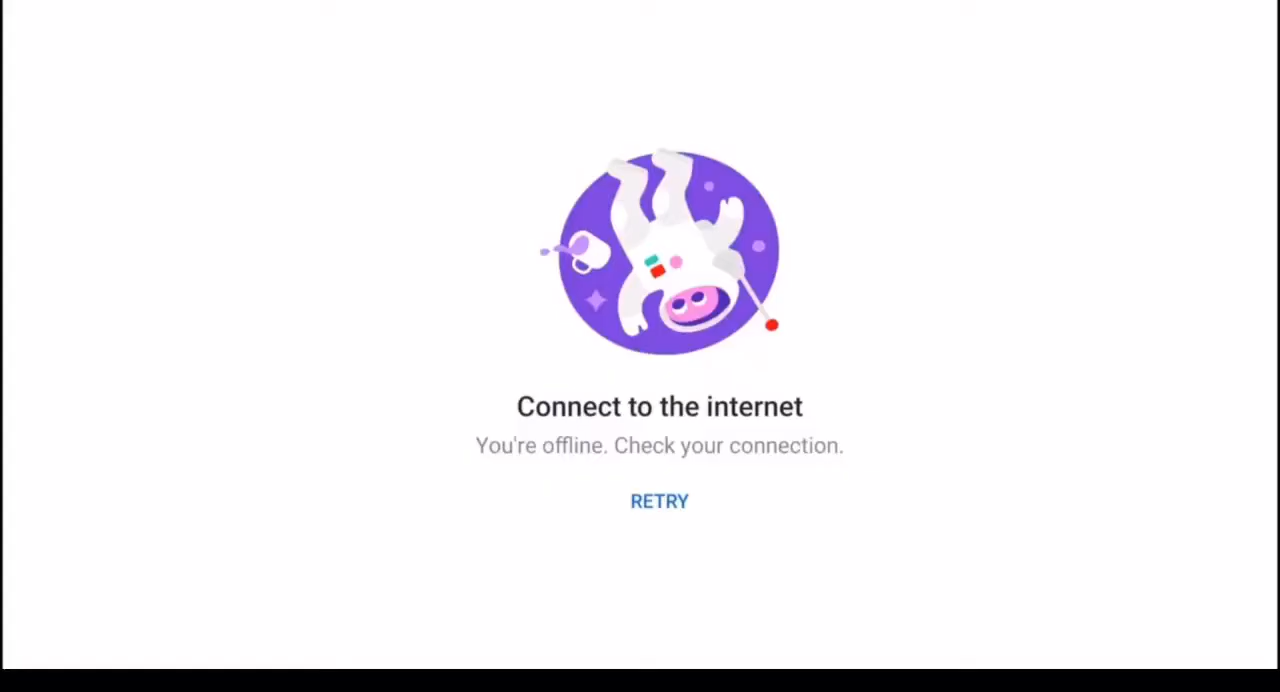 Connect to the internet
You're offline. Check your connection.
RETRY